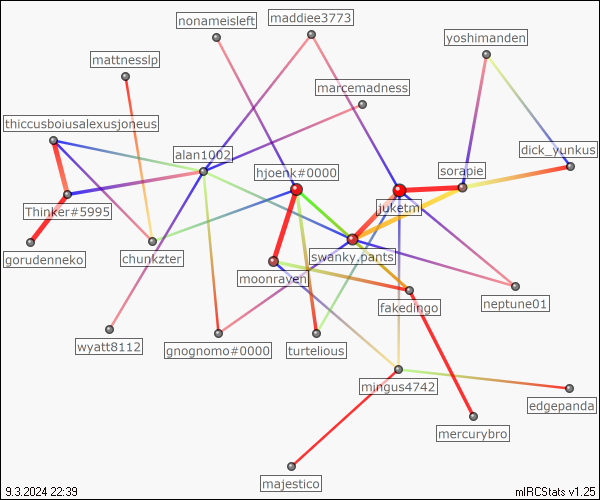 nonameisleft
maddiee3773
yoshimanden
mattnesslp
marcemadness
thiccusboiusalexusjoneus
alan1002
dick_yunkus
hjoenk#0000
sorapie
Thinker#5995
juketm
gorudenneko
chunkzter
swanky,pants
moonraven
neptune01
fakedingo
wyatt8112
gnognomo#0000
turtelious
mingus4742
edgepanda
mercurybro
majestico
9.3.2024 22:39
mIRCStats v1.25